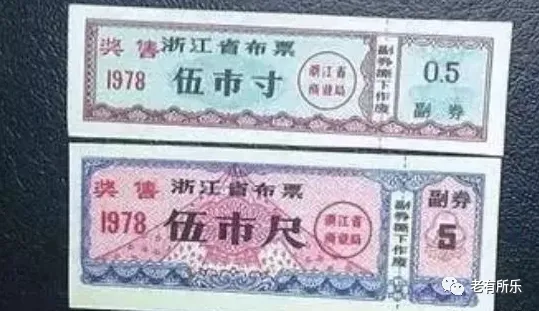 奖售 浙江省布票
1978 伍市寸
浙江省
商业局
副券撕下作废
0.5
副券
奖售 浙江省布票
1978 伍市尺
浙江省
商业局
副券撕下作废
副券
5
老有所乐